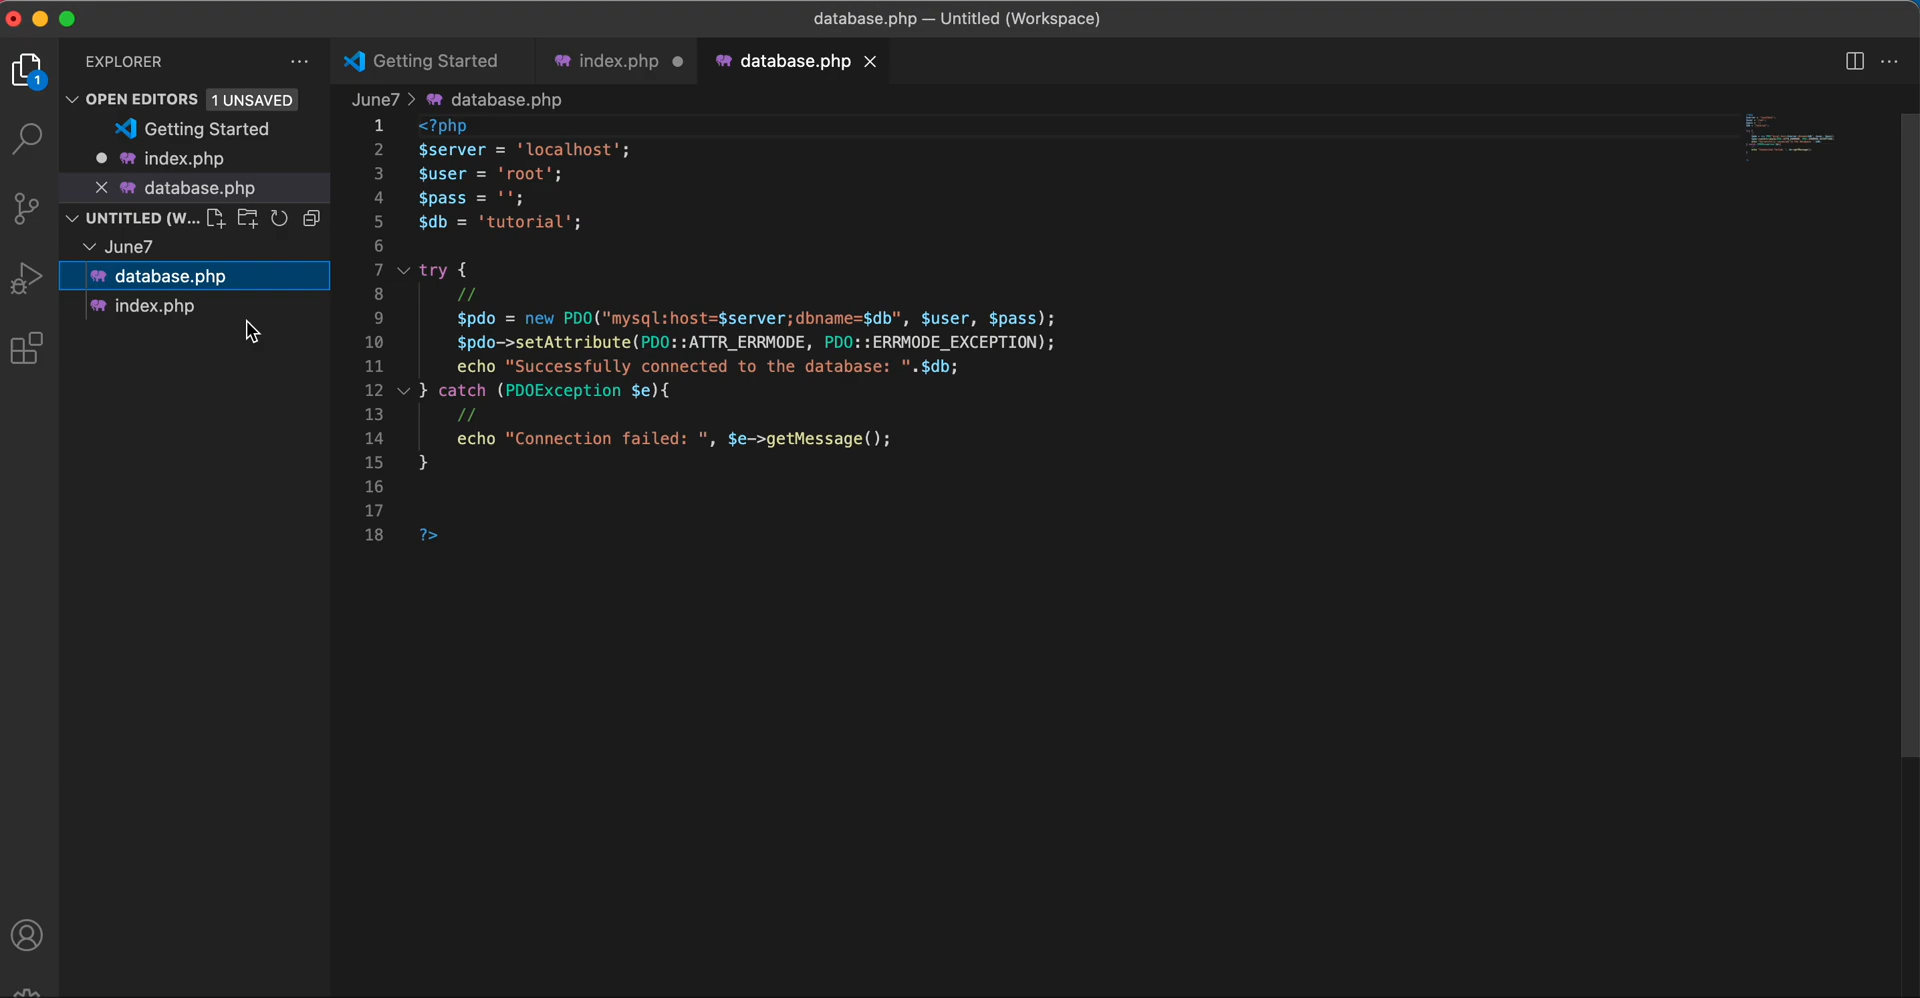 database.php — Untitled (Workspace)
EXPLORER
Getting Started
index.php
database.php
1
OPEN EDITORS 1 UNSAVED
Getting Started
index.php
database.php
UNTITLED (W...
June7
database.php
index.php
June7 > database.php
1 <?php
2 $server = 'localhost';
3 $user = 'root';
4 $pass = '';
5 $db = 'tutorial';
6
7 try {
8 //
9 $pdo = new PDO("mysql:host=$server;dbname=$db", $user, $pass);
10 $pdo->setAttribute(PDO::ATTR_ERRMODE, PDO::ERRMODE_EXCEPTION);
11 echo "Successfully connected to the database: ".$db;
12 } catch (PDOException $e){
13 //
14 echo "Connection failed: ", $e->getMessage();
15 }
16
17
18 ?>